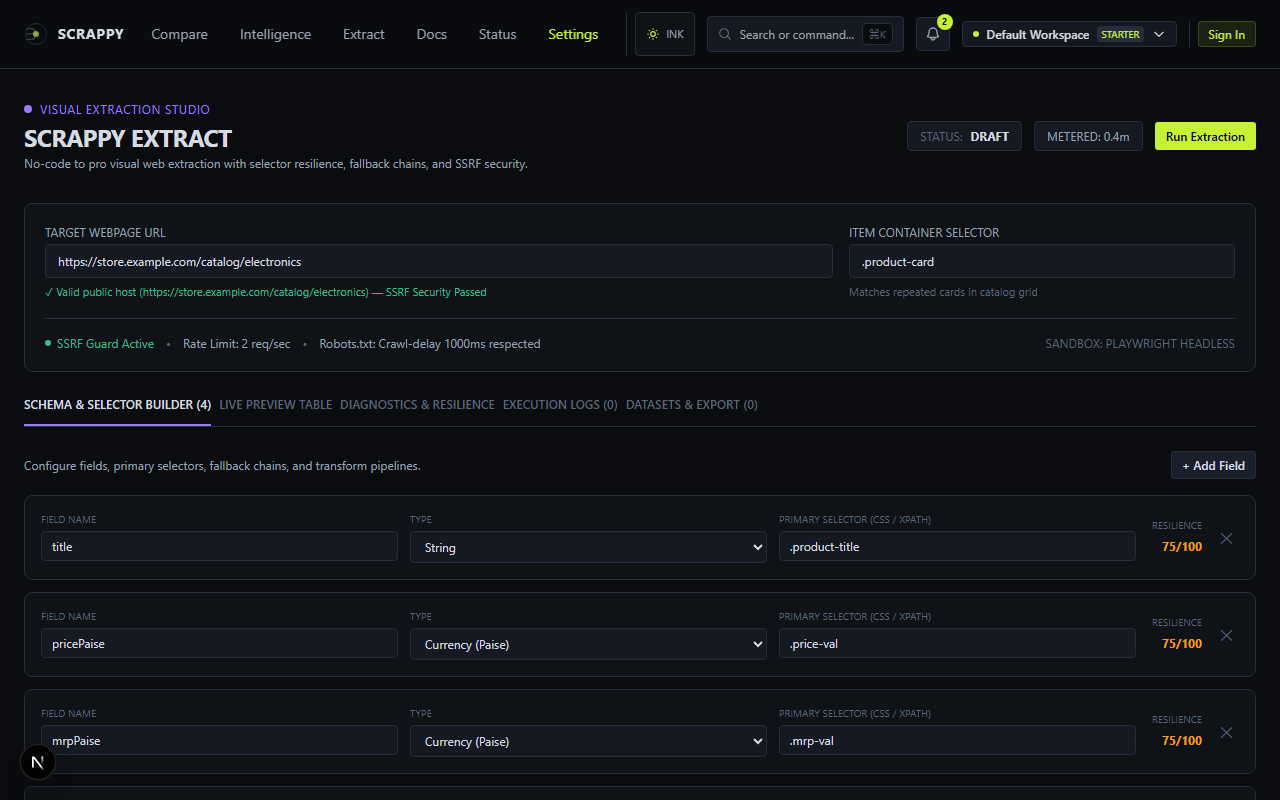 SCRAPPY Compare Intelligence Extract Docs Status Settings INK Search or command... ⌘K 2 Default Workspace STARTER Sign In
VISUAL EXTRACTION STUDIO
SCRAPPY EXTRACT
No-code to pro visual web extraction with selector resilience, fallback chains, and SSRF security.
STATUS: DRAFT METERED: 0.4m Run Extraction
TARGET WEBPAGE URL ITEM CONTAINER SELECTOR
https://store.example.com/catalog/electronics .product-card
✓ Valid public host (https://store.example.com/catalog/electronics) — SSRF Security Passed Matches repeated cards in catalog grid
SSRF Guard Active • Rate Limit: 2 req/sec • Robots.txt: Crawl-delay 1000ms respected SANDBOX: PLAYWRIGHT HEADLESS
SCHEMA & SELECTOR BUILDER (4) LIVE PREVIEW TABLE DIAGNOSTICS & RESILIENCE EXECUTION LOGS (0) DATASETS & EXPORT (0)
Configure fields, primary selectors, fallback chains, and transform pipelines. + Add Field
FIELD NAME TYPE PRIMARY SELECTOR (CSS / XPATH) RESILIENCE
title String .product-title 75/100
FIELD NAME TYPE PRIMARY SELECTOR (CSS / XPATH) RESILIENCE
pricePaise Currency (Paise) .price-val 75/100
FIELD NAME TYPE PRIMARY SELECTOR (CSS / XPATH) RESILIENCE
mrpPaise Currency (Paise) .mrp-val 75/100
N